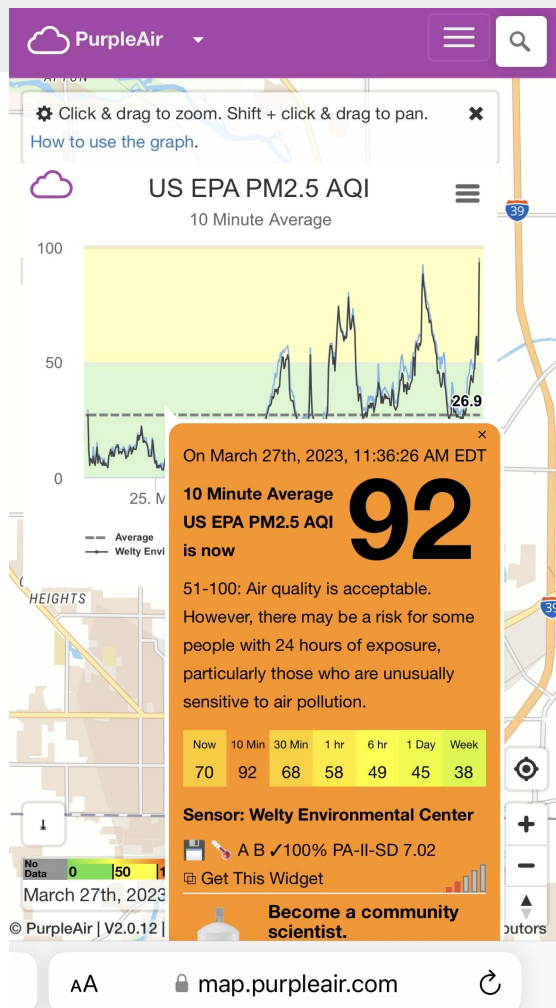 PurpleAir
Click & drag to zoom. Shift + click & drag to pan.
How to use the graph.
39
US EPA PM2.5 AQI
10 Minute Average
100
50
0
26.9
25. M
Average
Welty Envi
HEIGHTS
39
On March 27th, 2023, 11:36:26 AM EDT
10 Minute Average
US EPA PM2.5 AQI
is now
92
51-100: Air quality is acceptable.
However, there may be a risk for some
people with 24 hours of exposure,
particularly those who are unusually
sensitive to air pollution.
Now 10 Min 30 Min 1 hr 6 hr 1 Day Week
70 92 68 58 49 45 38
Sensor: Welty Environmental Center
A B ✓100% PA-II-SD 7.02
Get This Widget
Become a community
scientist.
No Data 0 50 1
March 27th, 2023
© PurpleAir | V2.0.12 |
butors
AA map.purpleair.com